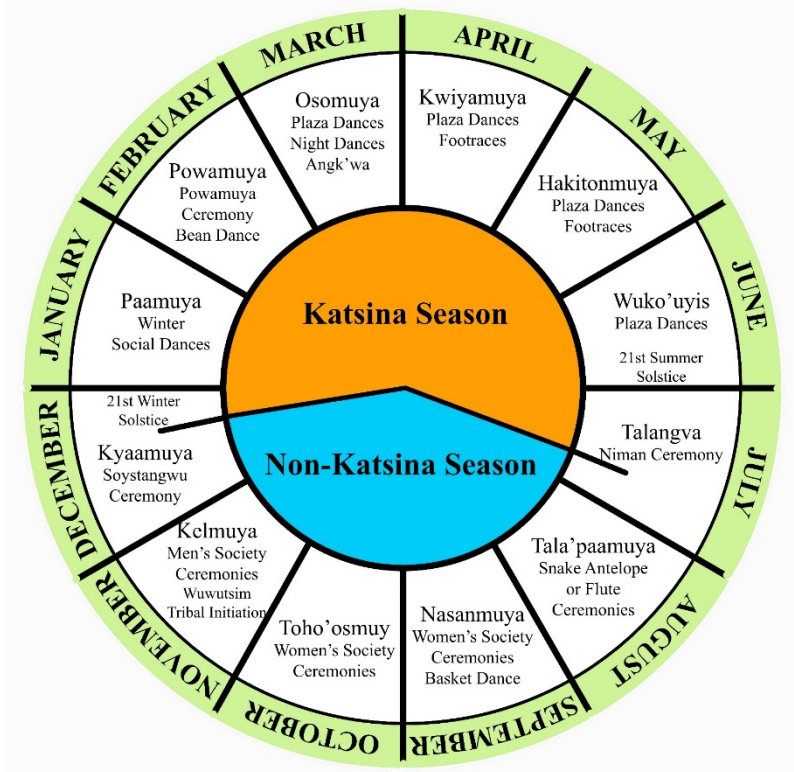 JANUARY
Paamuya
Winter
Social Dances
FEBRUARY
Powamuya
Powamuya
Ceremony
Bean Dance
MARCH
Osomuya
Plaza Dances
Night Dances
Angk'wa
APRIL
Kwiyamuya
Plaza Dances
Footraces
MAY
Hakitonmuya
Plaza Dances
Footraces
JUNE
Wuko'uyis
Plaza Dances
21st Summer
Solstice
JULY
Talangva
Niman Ceremony
AUGUST
Tala'paamuya
Snake Antelope
or Flute
Ceremonies
SEPTEMBER
Nasanmuya
Women's Society
Ceremonies
Basket Dance
OCTOBER
Toho'osmuy
Women's Society
Ceremonies
NOVEMBER
Kelmuya
Men's Society
Ceremonies
Wuwutsim
Tribal Initiation
DECEMBER
21st Winter
Solstice
Kyaamuya
Soystangwu
Ceremony
Katsina Season
Non-Katsina Season